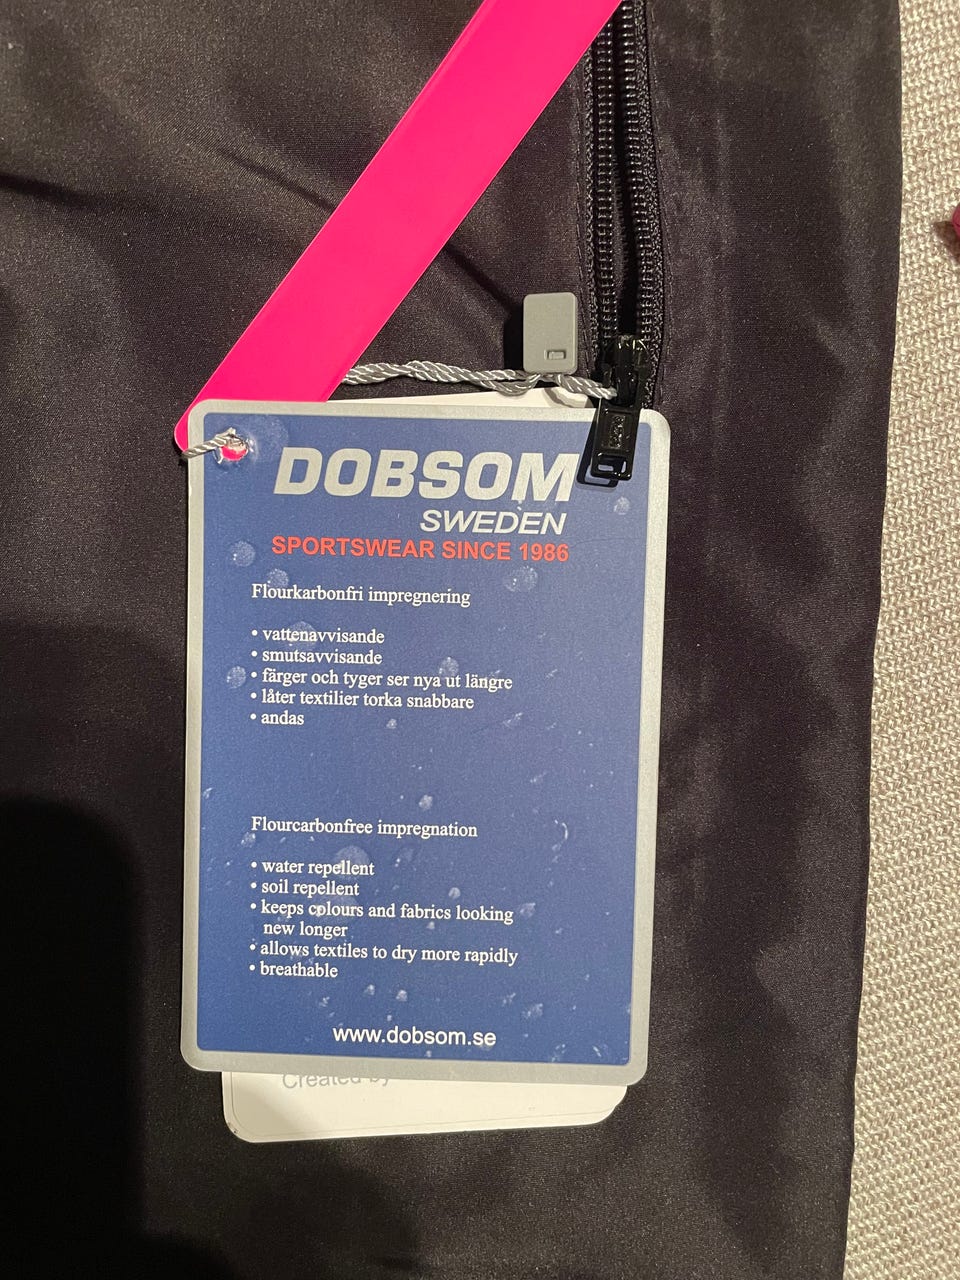 DOBSOM
SWEDEN
SPORTSWEAR SINCE 1986
Flourkarbonfri impregnering
• vattenavvisande
• smutsavvisande
• färger och tyger ser nya ut längre
• låter textilier torka snabbare
• andas
Flourcarbonfree impregnation
• water repellent
• soil repellent
• keeps colours and fabrics looking
new longer
• allows textiles to dry more rapidly
• breathable
www.dobsom.se
Created by